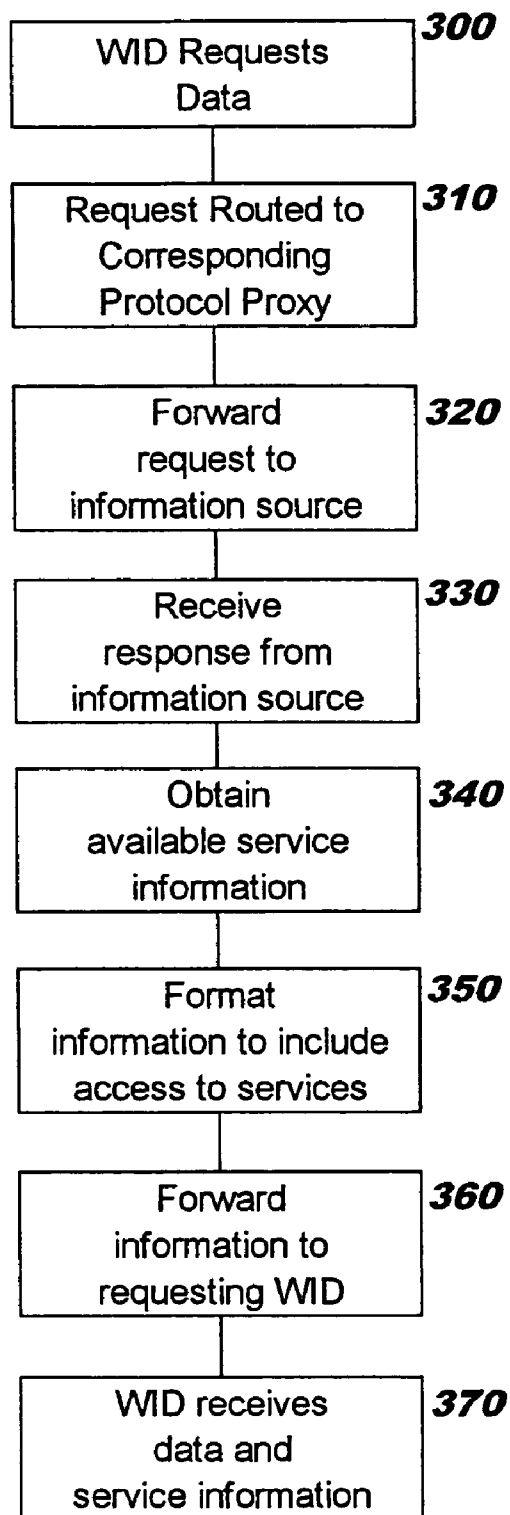 300
WID Requests
Data
310
Request Routed to
Corresponding
Protocol Proxy
320
Forward
request to
information source
330
Receive
response from
information source
340
Obtain
available service
information
350
Format
information to include
access to services
360
Forward
information to
requesting WID
370
WID receives
data and
service information